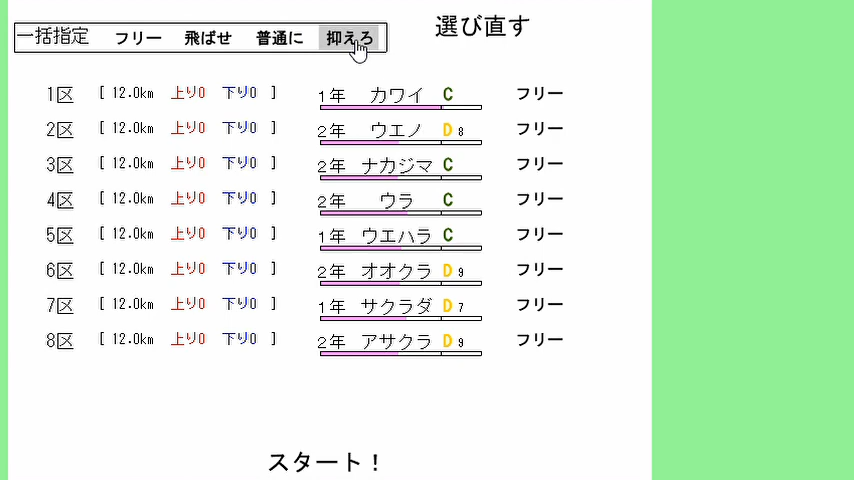 一括指定 フリー 飛ばせ 普通に 抑えろ 選び直す
1区 [ 12.0km 上り0 下り0 ] 1年 カワイ C フリー
2区 [ 12.0km 上り0 下り0 ] 2年 ウエノ D 8 フリー
3区 [ 12.0km 上り0 下り0 ] 2年 ナカジマ C フリー
4区 [ 12.0km 上り0 下り0 ] 2年 ウラ C フリー
5区 [ 12.0km 上り0 下り0 ] 1年 ウエハラ C フリー
6区 [ 12.0km 上り0 下り0 ] 2年 オオクラ D 9 フリー
7区 [ 12.0km 上り0 下り0 ] 1年 サクラダ D 7 フリー
8区 [ 12.0km 上り0 下り0 ] 2年 アサクラ D 9 フリー
スタート！